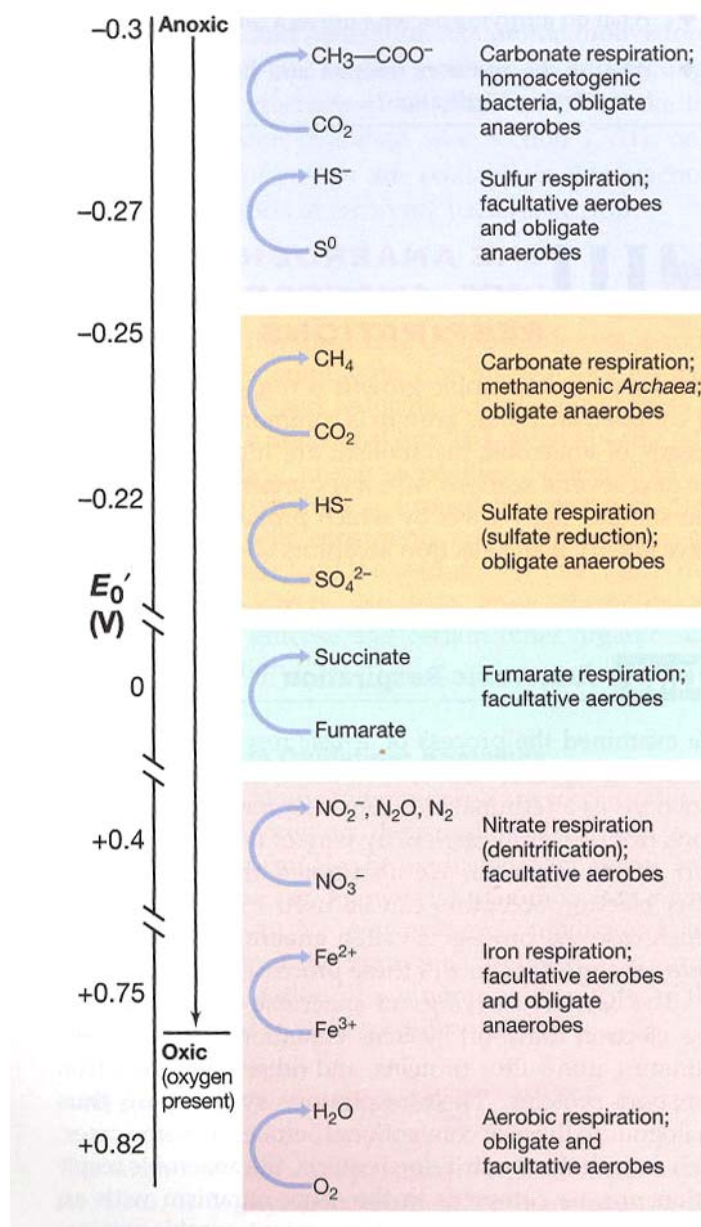 –0.3
Anoxic
CH₃—COO⁻
CO₂
Carbonate respiration;
homoacetogenic
bacteria, obligate
anaerobes
–0.27
HS⁻
S⁰
Sulfur respiration;
facultative aerobes
and obligate
anaerobes
–0.25
CH₄
CO₂
Carbonate respiration;
methanogenic Archaea;
obligate anaerobes
–0.22
HS⁻
SO₄²⁻
Sulfate respiration
(sulfate reduction);
obligate anaerobes
E₀′
(V)
0
Succinate
Fumarate
Fumarate respiration;
facultative aerobes
+0.4
NO₂⁻, N₂O, N₂
NO₃⁻
Nitrate respiration
(denitrification);
facultative aerobes
+0.75
Fe²⁺
Fe³⁺
Iron respiration;
facultative aerobes
and obligate
anaerobes
Oxic
(oxygen
present)
+0.82
H₂O
O₂
Aerobic respiration;
obligate and
facultative aerobes